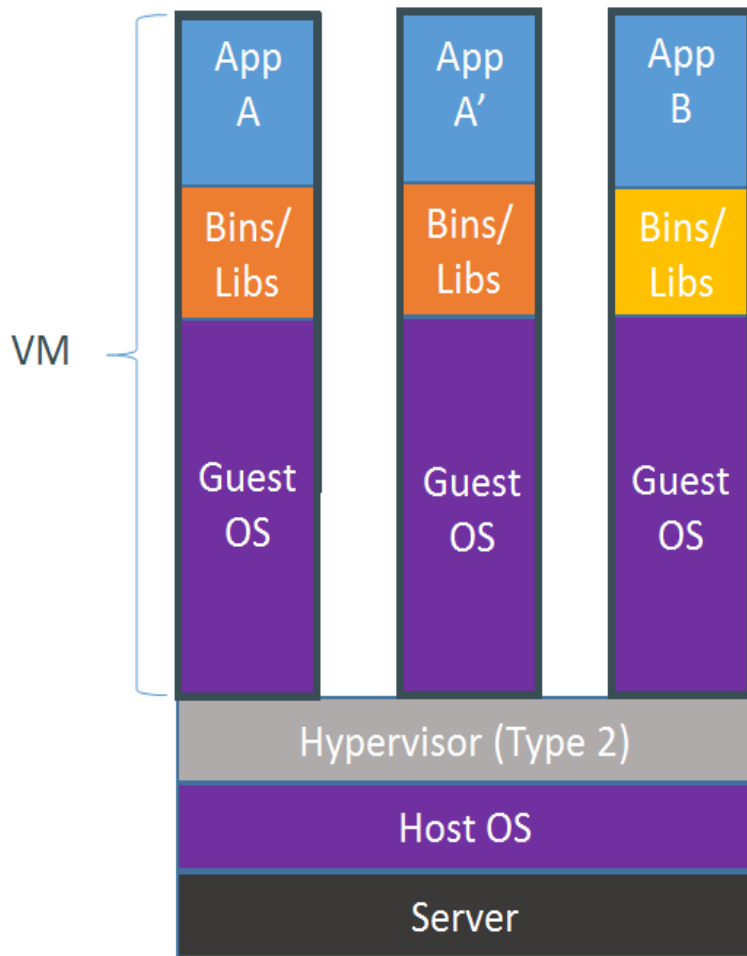 App
A
App
A’
App
B
Bins/
Libs
Bins/
Libs
Bins/
Libs
VM
Guest
OS
Guest
OS
Guest
OS
Hypervisor (Type 2)
Host OS
Server